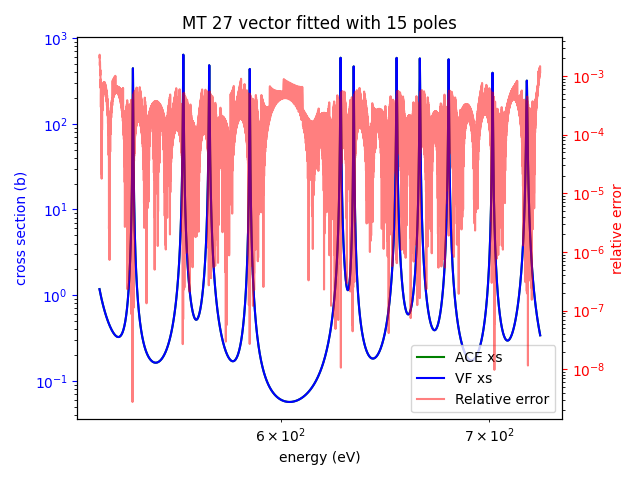 MT 27 vector fitted with 15 poles
cross section (b)
10³
10²
10¹
10⁰
10⁻¹
10⁻³
10⁻⁴
10⁻⁵
10⁻⁶
10⁻⁷
10⁻⁸
relative error
ACE xs
VF xs
Relative error
6 × 10²
7 × 10²
energy (eV)